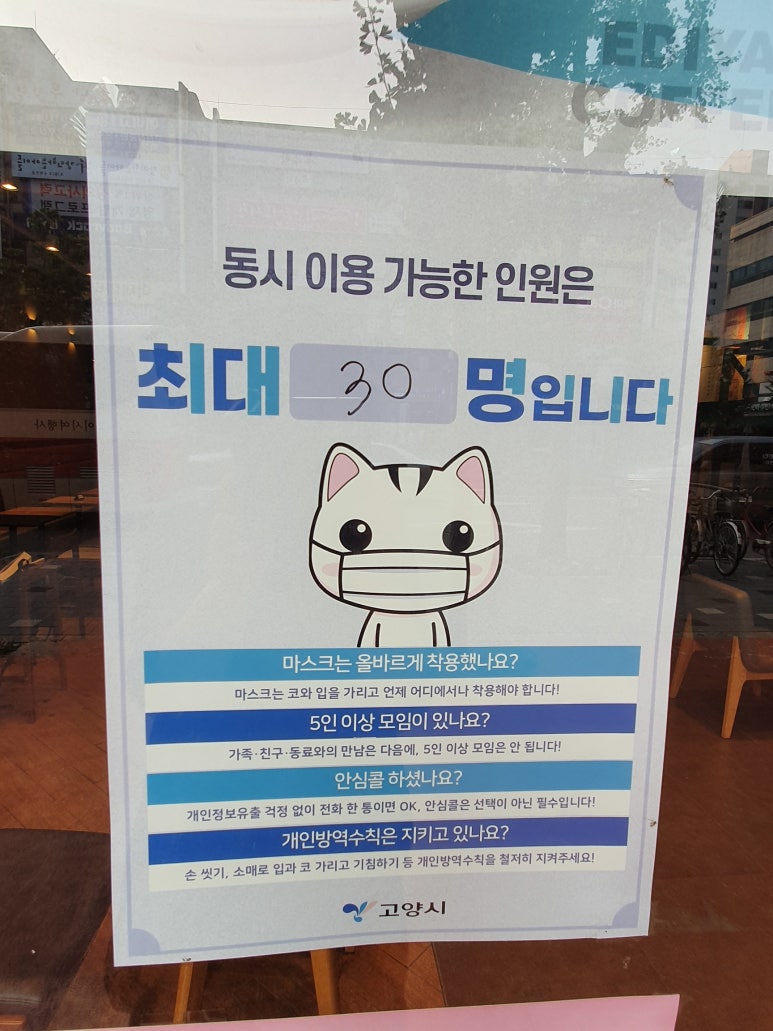 EDIYA
COFFEE
동시 이용 가능한 인원은
최대 30 명입니다
마스크는 올바르게 착용했나요?
마스크는 코와 입을 가리고 언제 어디에서나 착용해야 합니다!
5인 이상 모임이 있나요?
가족·친구·동료와의 만남은 다음에, 5인 이상 모임은 안 됩니다!
안심콜 하셨나요?
개인정보유출 걱정 없이 전화 한 통이면 OK, 안심콜은 선택이 아닌 필수입니다!
개인방역수칙은 지키고 있나요?
손 씻기, 소매로 입과 코 가리고 기침하기 등 개인방역수칙을 철저히 지켜주세요!
고양시